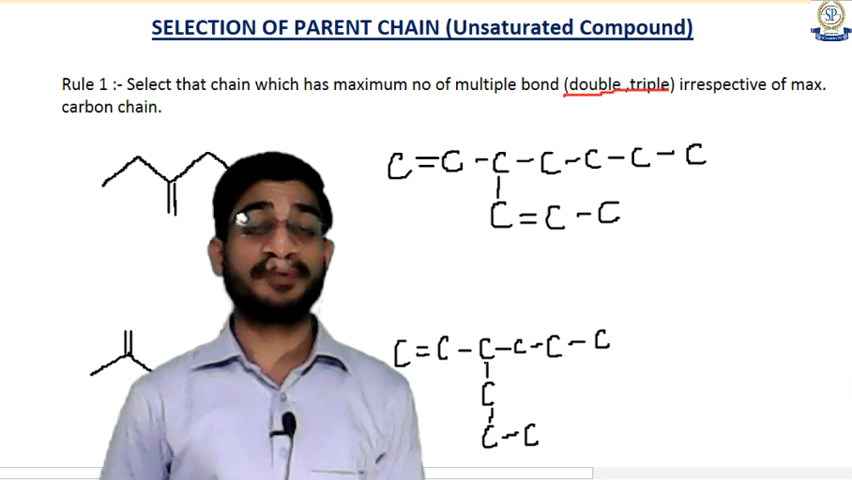 SELECTION OF PARENT CHAIN (Unsaturated Compound)
SP
Rule 1 :- Select that chain which has maximum no of multiple bond (double ,triple) irrespective of max.
carbon chain.
C=C-C-C-C-C-C
C=C-C
C=C-C-C-C-C
C
C-C